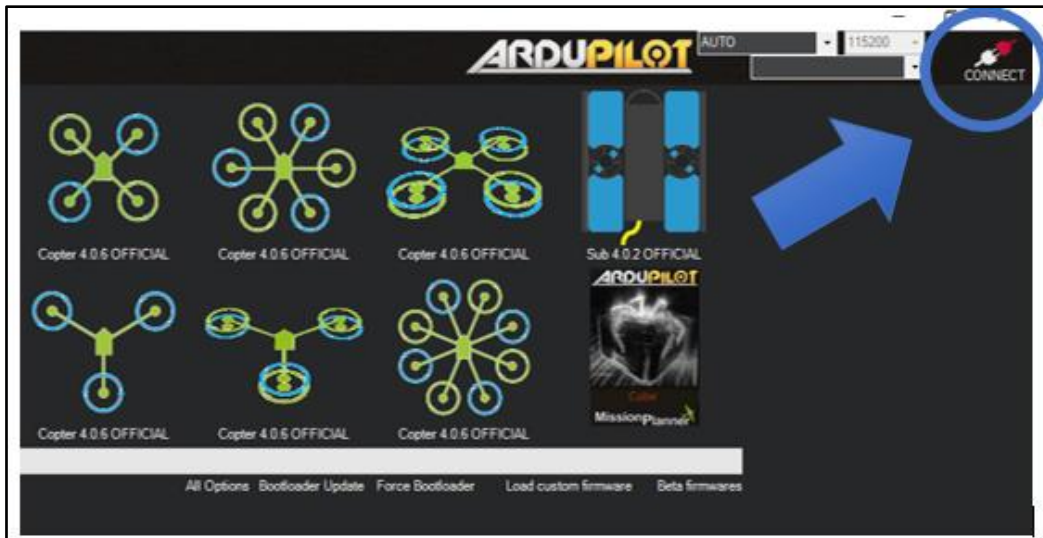 ARDUPILOT
AUTO
115200
CONNECT
Copter 4.0.6 OFFICIAL
Copter 4.0.6 OFFICIAL
Copter 4.0.6 OFFICIAL
Sub 4.0.2 OFFICIAL
ARDUPILOT
Cube
MissionPlanner
Copter 4.0.6 OFFICIAL
Copter 4.0.6 OFFICIAL
Copter 4.0.6 OFFICIAL
All Options Bootloader Update Force Bootloader Load custom firmware Beta firmwares